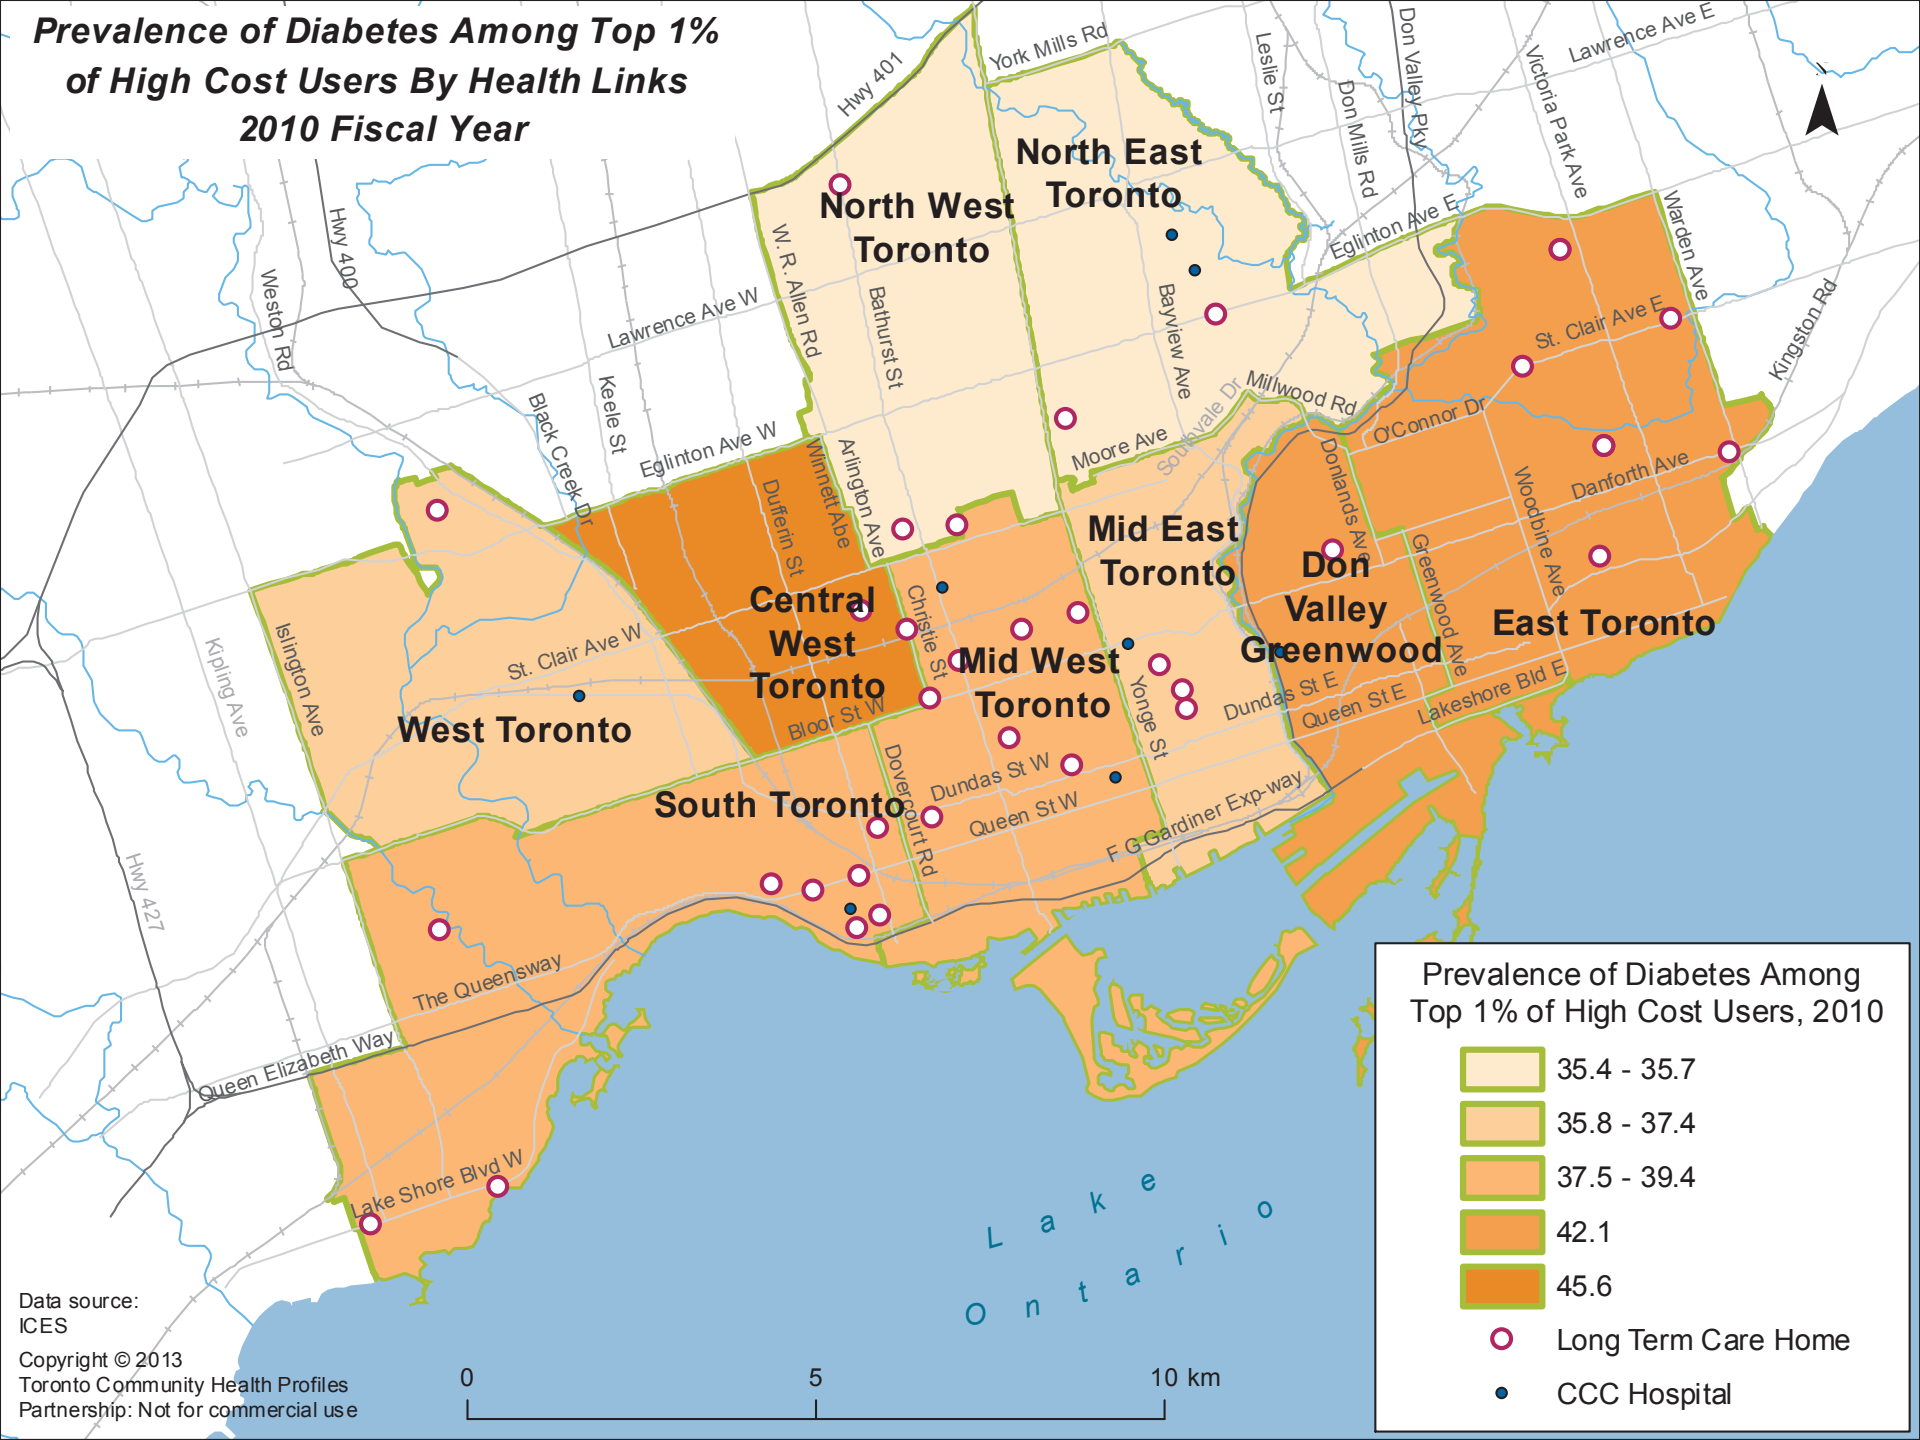 Prevalence of Diabetes Among Top 1%
of High Cost Users By Health Links
2010 Fiscal Year
Hwy 401
York Mills Rd
Leslie St
Don Mills Rd
Don Valley Pky
Victoria Park Ave
Lawrence Ave E
N
North East
Toronto
North West
Toronto
Hwy 400
Weston Rd
W. R. Allen Rd
Bathurst St
Bayview Ave
Eglinton Ave E
Warden Ave
Kingston Rd
St. Clair Ave E
Lawrence Ave W
Black Creek Dr
Keele St
Eglinton Ave W
Winnett Abe
Arlington Ave
Dufferin St
Moore Ave
Southvale Dr
Millwood Rd
O'Connor Dr
Donlands Ave
Danforth Ave
Woodbine Ave
Greenwood Ave
Mid East
Toronto
Don
Valley
Greenwood
East Toronto
Central
West
Toronto
Christie St
Mid West
Toronto
Yonge St
Kipling Ave
Islington Ave
St. Clair Ave W
West Toronto
Bloor St W
Dundas St E
Queen St E
Lakeshore Bld E
South Toronto
Dovercourt Rd
Dundas St W
Queen St W
F G Gardiner Exp-way
Hwy 427
The Queensway
Queen Elizabeth Way
Lake Shore Blvd W
Lake
Ontario
Prevalence of Diabetes Among
Top 1% of High Cost Users, 2010
35.4 - 35.7
35.8 - 37.4
37.5 - 39.4
42.1
45.6
Long Term Care Home
CCC Hospital
Data source:
ICES
Copyright © 2013
Toronto Community Health Profiles
Partnership: Not for commercial use
0 5 10 km